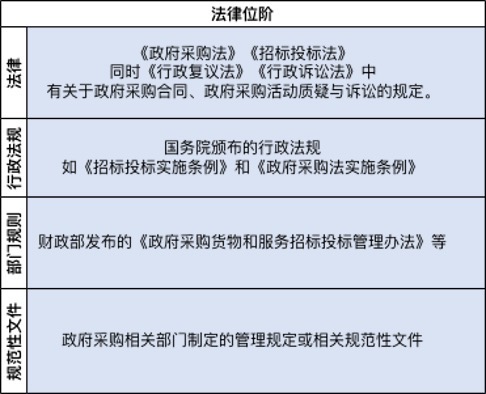 法律位阶
法律
《政府采购法》《招标投标法》
同时《行政复议法》《行政诉讼法》中
有关于政府采购合同、政府采购活动质疑与诉讼的规定。
行政法规
国务院颁布的行政法规
如《招标投标实施条例》和《政府采购法实施条例》
部门规则
财政部发布的《政府采购货物和服务招标投标管理办法》等
规范性文件
政府采购相关部门制定的管理规定或相关规范性文件